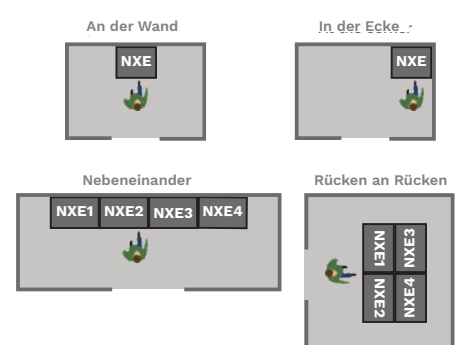 An der Wand
In der Ecke
NXE
NXE
Nebeneinander
Rücken an Rücken
NXE1 NXE2 NXE3 NXE4
NXE1 NXE3
NXE2 NXE4